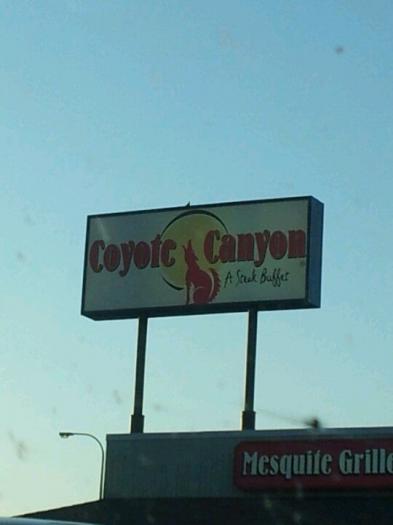 Coyote Canyon
A Steak Buffet
Mesquite Grille